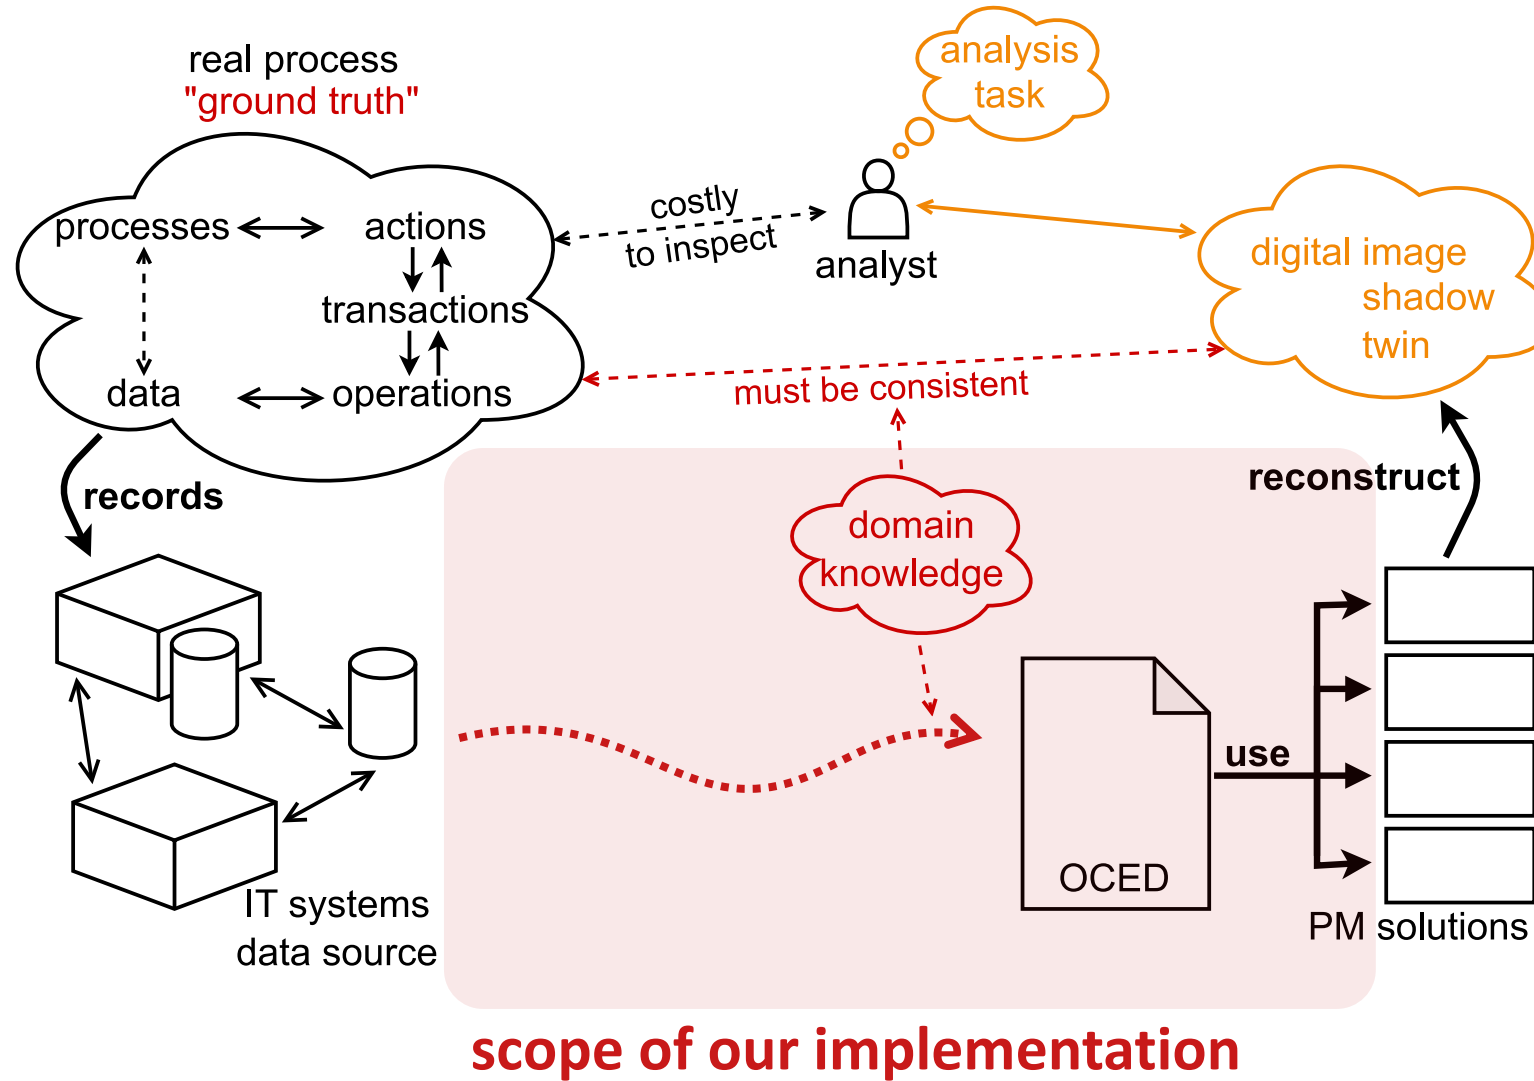 real process
"ground truth"
analysis
task
processes
actions
transactions
data
operations
costly
to inspect
analyst
digital image
shadow
twin
must be consistent
records
reconstruct
domain
knowledge
use
OCED
IT systems
data source
PM solutions
scope of our implementation